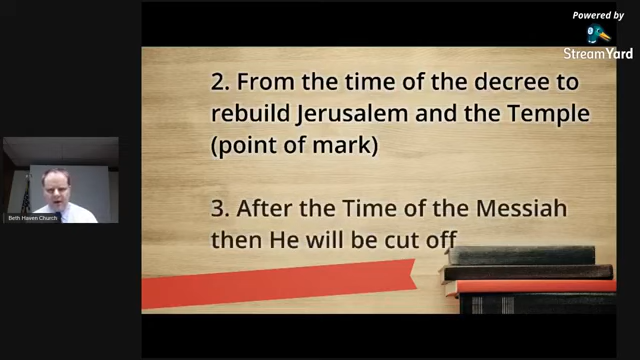 Powered by
StreamYard
2. From the time of the decree to
rebuild Jerusalem and the Temple
(point of mark)
3. After the Time of the Messiah
then He will be cut off
Beth Haven Church